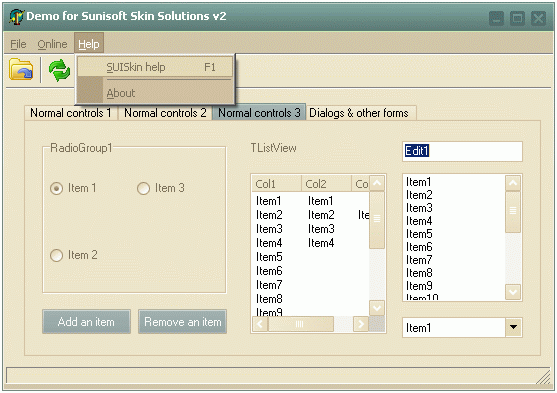 Demo for Sunisoft Skin Solutions v2
File Online Help
SUISkin help F1
About
Normal controls 1 Normal controls 2 Normal controls 3 Dialogs & other forms
RadioGroup1
Item 1 Item 3
Item 2
Add an item Remove an item
TListView
Col1 Col2 Co
Item1 Item1
Item2 Item2 Ite
Item3 Item3
Item4 Item4
Item5
Item6
Item7
Item8
Item9
Edit1
Item1
Item2
Item3
Item4
Item5
Item6
Item7
Item8
Item9
Item10
Item1